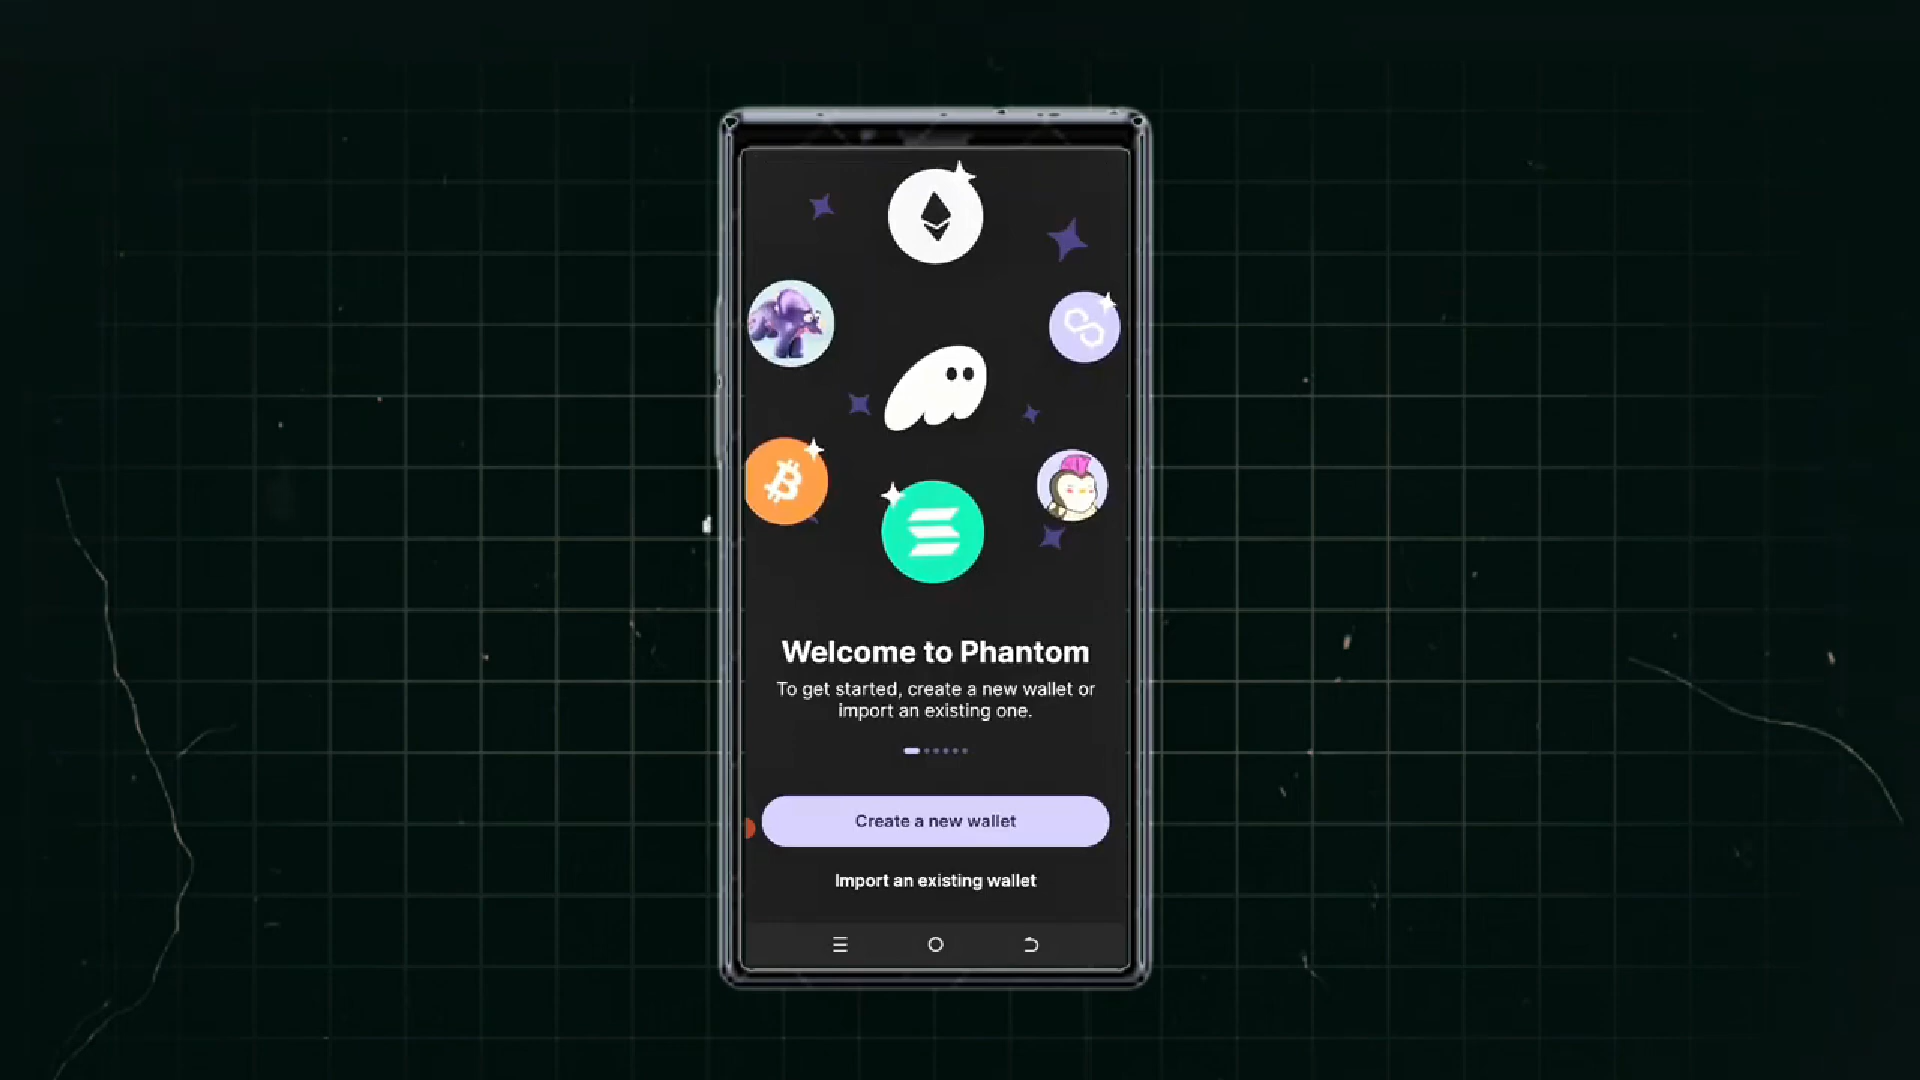 Welcome to Phantom
To get started, create a new wallet or
import an existing one.
Create a new wallet
Import an existing wallet